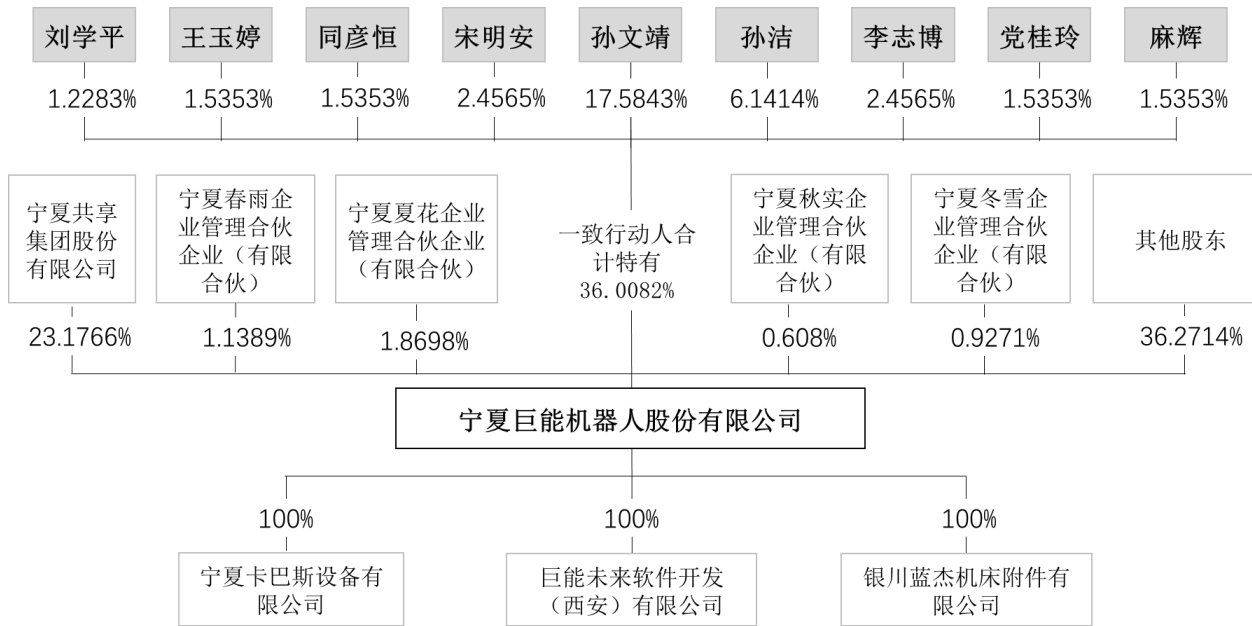 刘学平
王玉婷
同彦恒
宋明安
孙文靖
孙洁
李志博
党桂玲
麻辉
1.2283%
1.5353%
1.5353%
2.4565%
17.5843%
6.1414%
2.4565%
1.5353%
1.5353%
宁夏共享
集团股份
有限公司
宁夏春雨企
业管理合伙
企业（有限
合伙）
宁夏夏花企业
管理合伙企业
（有限合伙）
一致行动人合
计特有
36.0082%
宁夏秋实企
业管理合伙
企业（有限
合伙）
宁夏冬雪企
业管理合伙
企业（有限
合伙）
其他股东
23.1766%
1.1389%
1.8698%
0.608%
0.9271%
36.2714%
宁夏巨能机器人股份有限公司
100%
100%
100%
宁夏卡巴斯设备有
限公司
巨能未来软件开发
（西安）有限公司
银川蓝杰机床附件有
限公司